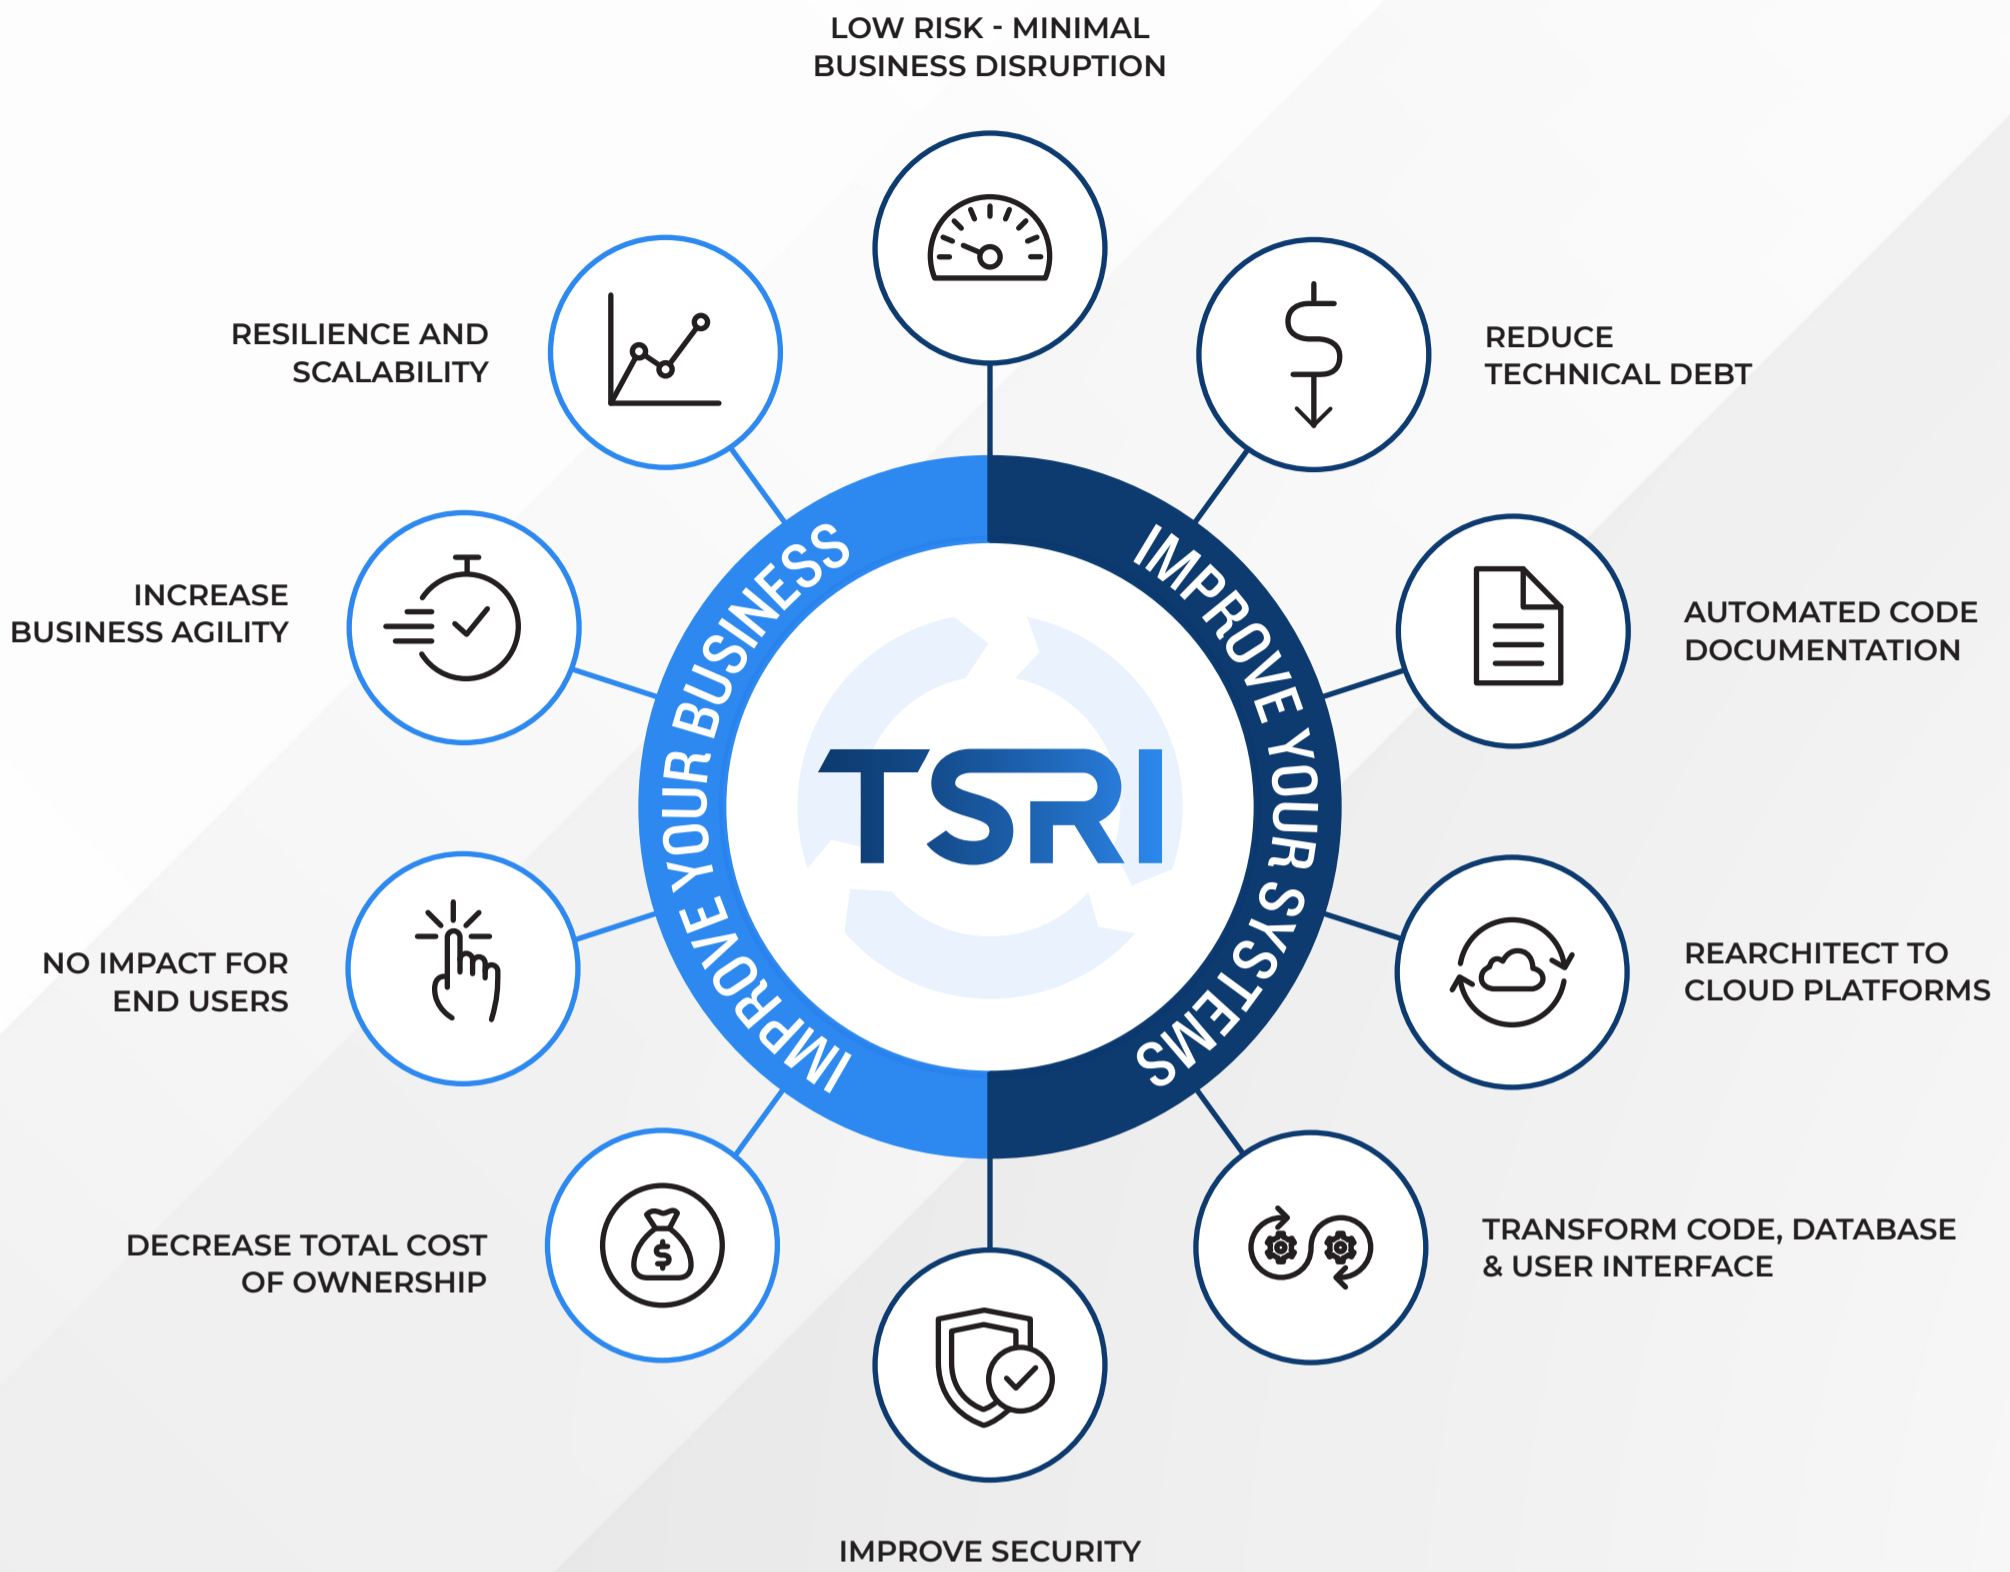 LOW RISK - MINIMAL
BUSINESS DISRUPTION
RESILIENCE AND
SCALABILITY
REDUCE
TECHNICAL DEBT
INCREASE
BUSINESS AGILITY
AUTOMATED CODE
DOCUMENTATION
IMPROVE YOUR BUSINESS
IMPROVE YOUR SYSTEMS
TSRI
NO IMPACT FOR
END USERS
REARCHITECT TO
CLOUD PLATFORMS
DECREASE TOTAL COST
OF OWNERSHIP
$
TRANSFORM CODE, DATABASE
& USER INTERFACE
IMPROVE SECURITY